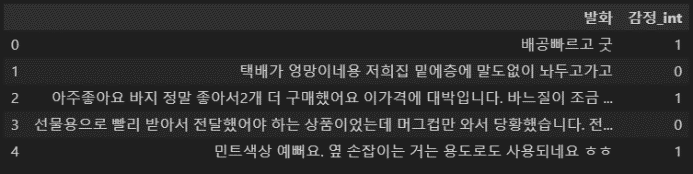 발화 감정_int
0 배공빠르고 굿 1
1 택배가 엉망이네용 저희집 밑에층에 말도없이 놔두고가고 0
2 아주좋아요 바지 정말 좋아서2개 더 구매했어요 이가격에 대박입니다. 바느질이 조금 ... 1
3 선물용으로 빨리 받아서 전달했어야 하는 상품이었는데 머그컵만 와서 당황했습니다. 전... 0
4 민트색상 예뻐요. 옆 손잡이는 거는 용도로도 사용되네요 ㅎㅎ 1